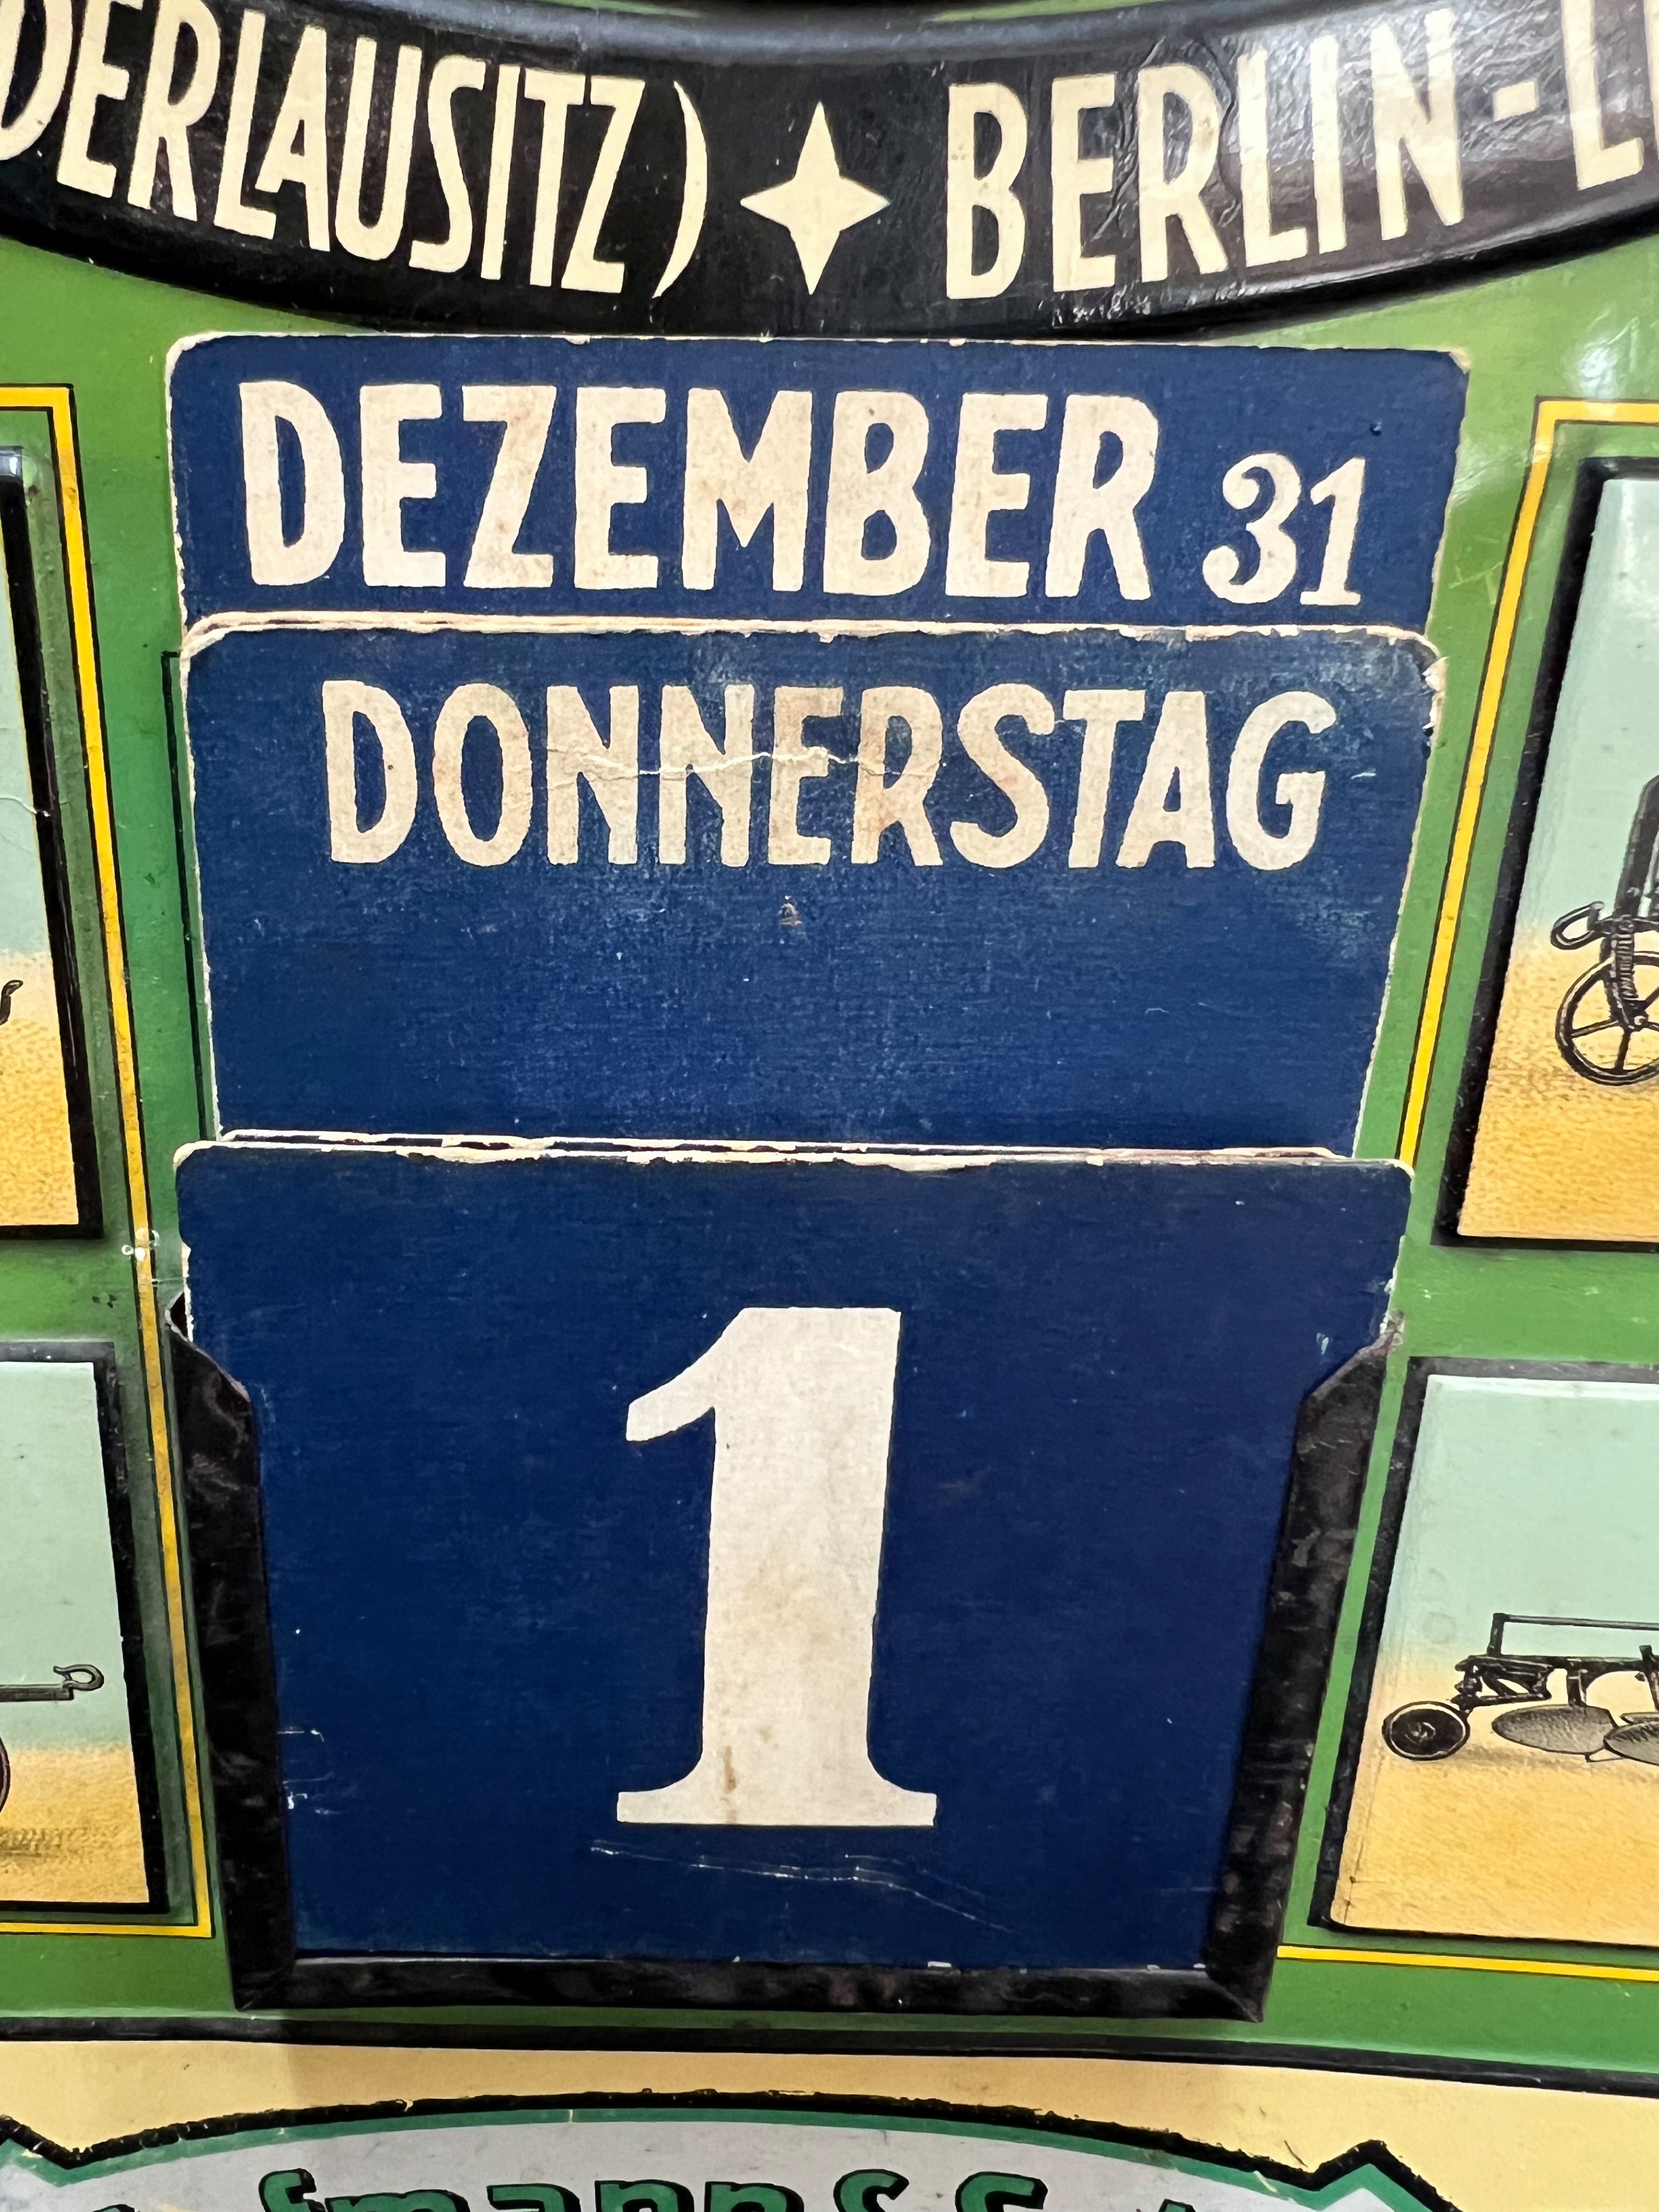 DERLAUSITZ) ✦ BERLIN-L
DEZEMBER 31
DONNERSTAG
1